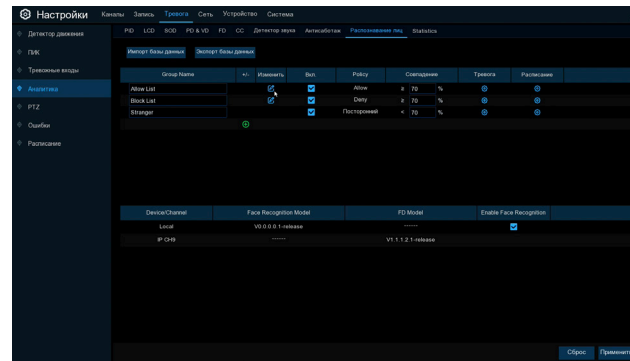 Настройки Каналы Запись Тревога Сеть Устройство Система
Детектор движения PID LCD SOD PD & VD FD CC Детектор звука Антисаботаж Распознавание лиц Statistics
ПИК Импорт базы данных Экспорт базы данных
Тревожные входы Group Name +/- Изменить Вкл. Policy Совпадение Тревога Расписание
Аналитика Allow List Allow ≥ 70 %
PTZ Block List Deny ≥ 70 %
Stranger Посторонний < 70 %
Ошибки
Расписание
Device/Channel Face Recognition Model FD Model Enable Face Recognition
Local V0.0.0.1-release ------
IP CH9 ------ V1.1.1.2.1-release
Сброс Применить